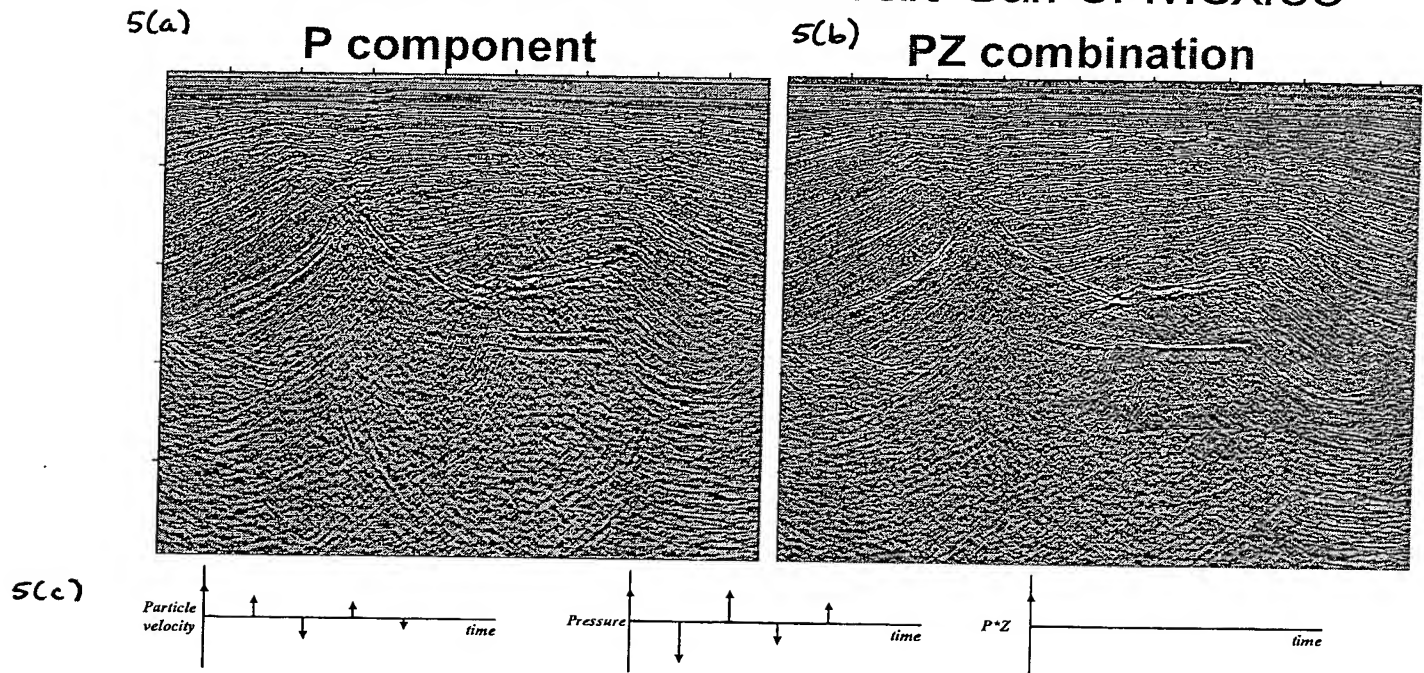 5(a)
P component
5(b)
PZ combination
5(c)
Particle
velocity
time
Pressure
time
P*Z
time